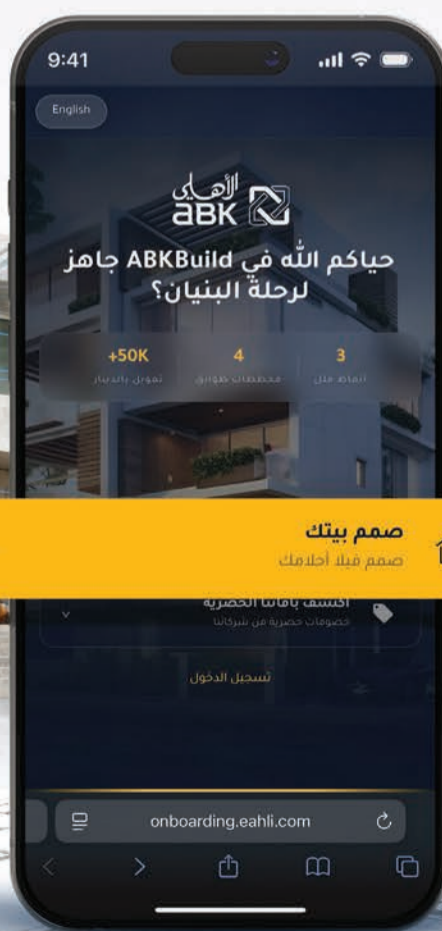 9:41
English
الأهلي
aBK
حياكم الله في ABKBuild جاهز
لرحلة البنيان؟
3 4 +50K
أنماط فلل مخططات طوابق تمويل بالدينار
صمم بيتك
صمم فيلا أحلامك
اكتشف باقاتنا الحصرية
خصومات حصرية من شركائنا
تسجيل الدخول
onboarding.eahli.com